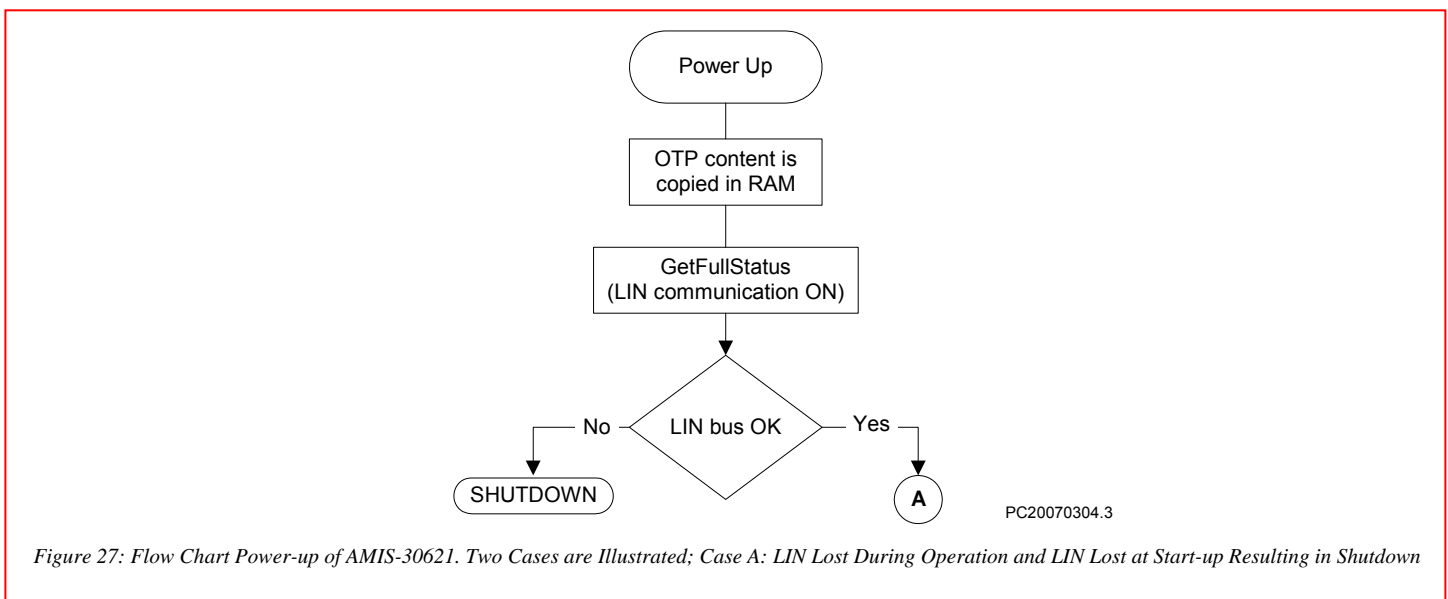 Power Up
OTP content is
copied in RAM
GetFullStatus
(LIN communication ON)
LIN bus OK
No
Yes
SHUTDOWN
A
PC20070304.3
Figure 27: Flow Chart Power-up of AMIS-30621. Two Cases are Illustrated; Case A: LIN Lost During Operation and LIN Lost at Start-up Resulting in Shutdown